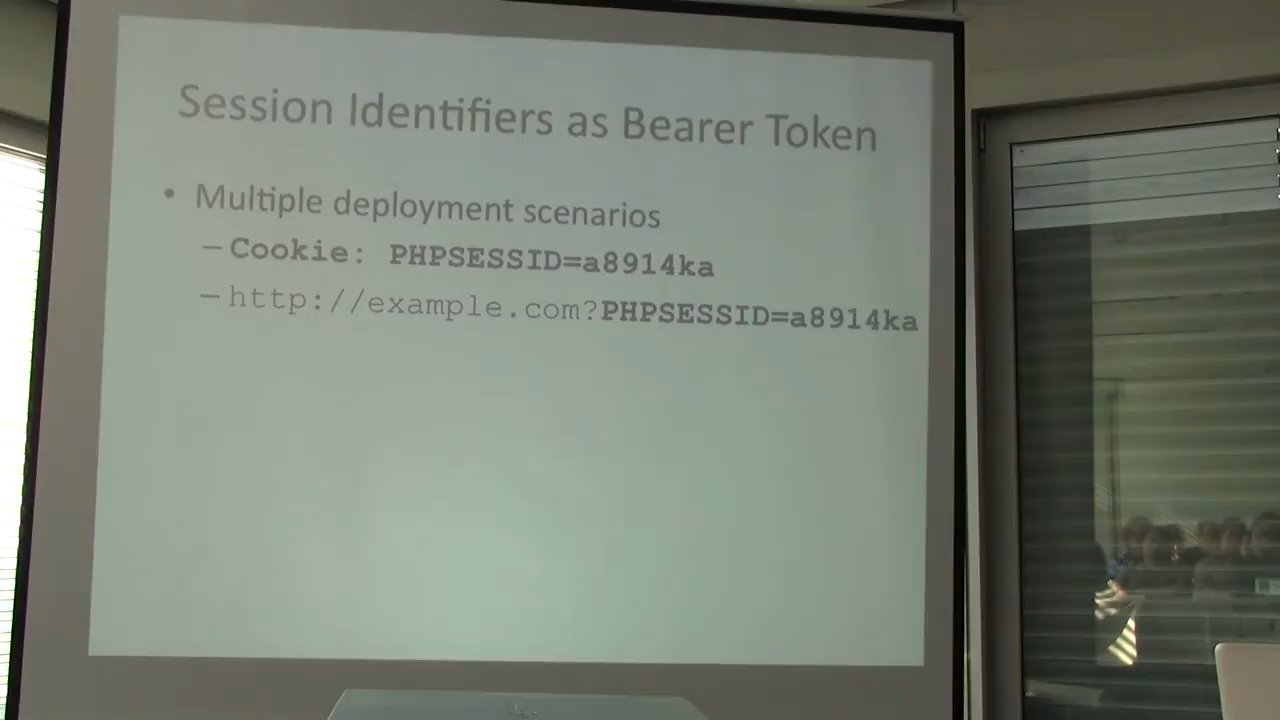 Session Identifiers as Bearer Token
• Multiple deployment scenarios
– Cookie: PHPSESSID=a8914ka
– http://example.com?PHPSESSID=a8914ka